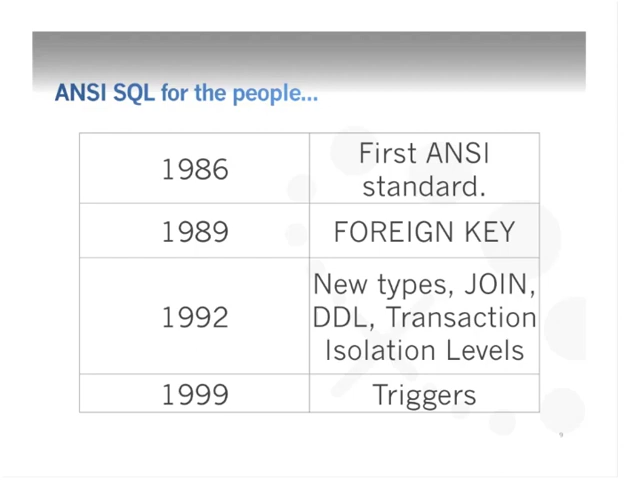 ANSI SQL for the people...
1986
First ANSI
standard.
1989
FOREIGN KEY
1992
New types, JOIN,
DDL, Transaction
Isolation Levels
1999
Triggers
9